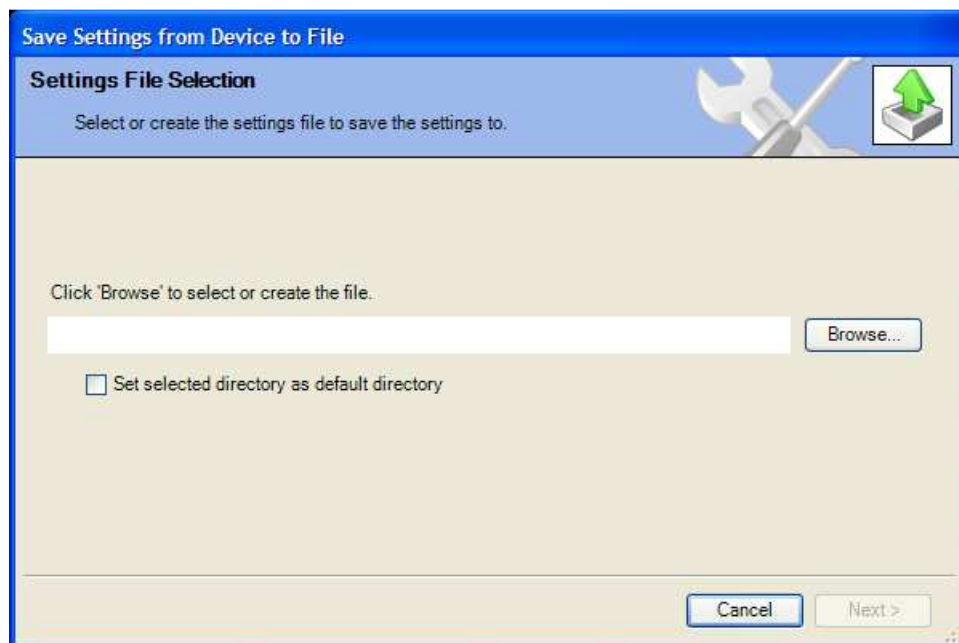 Save Settings from Device to File
Settings File Selection
Select or create the settings file to save the settings to.
Click 'Browse' to select or create the file.
Browse...
Set selected directory as default directory
Cancel
Next >